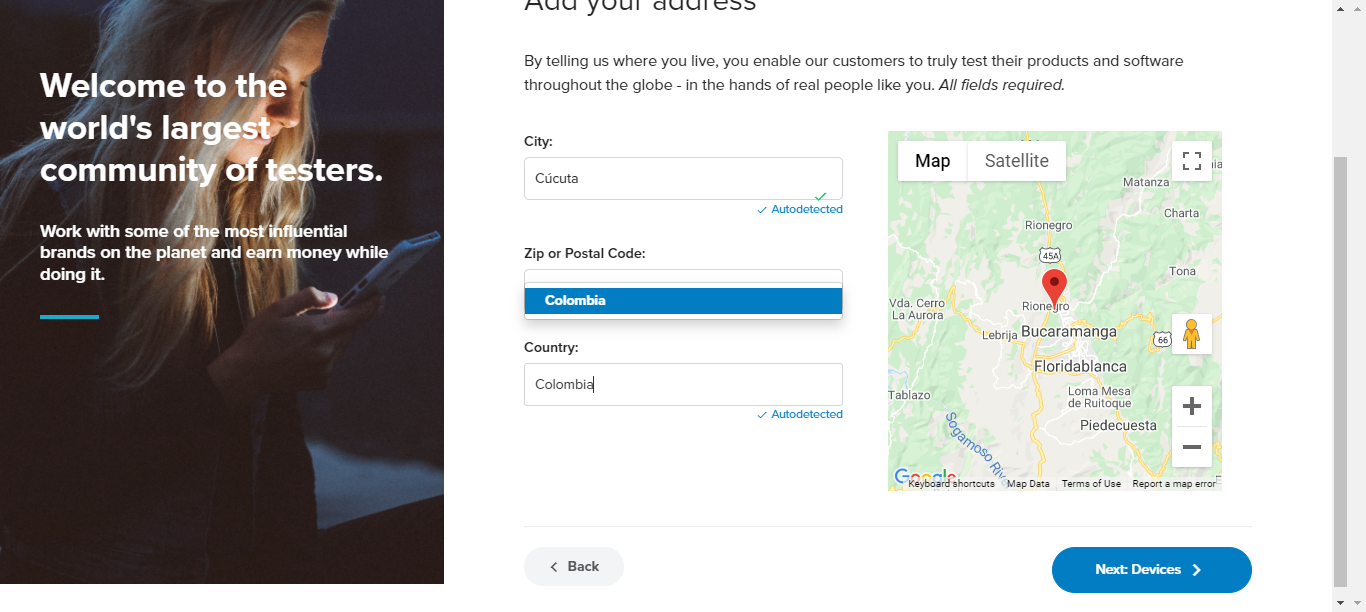 Add your address
Welcome to the
world's largest
community of testers.
Work with some of the most influential
brands on the planet and earn money while
doing it.
By telling us where you live, you enable our customers to truly test their products and software
throughout the globe - in the hands of real people like you. All fields required.
City:
Cúcuta
Autodetected
Zip or Postal Code:
Colombia
Country:
Colombia
Autodetected
Map
Satellite
Matanza
Charta
Rionegro
45A
Tona
Vda. Cerro
La Aurora
Rionegro
Lebrija
Bucaramanga
66
Floridablanca
Tablazo
Loma Mesa
de Ruitoque
Piedecuesta
Sogamoso River
Google
Keyboard shortcuts
Map Data
Terms of Use
Report a map error
Back
Next: Devices